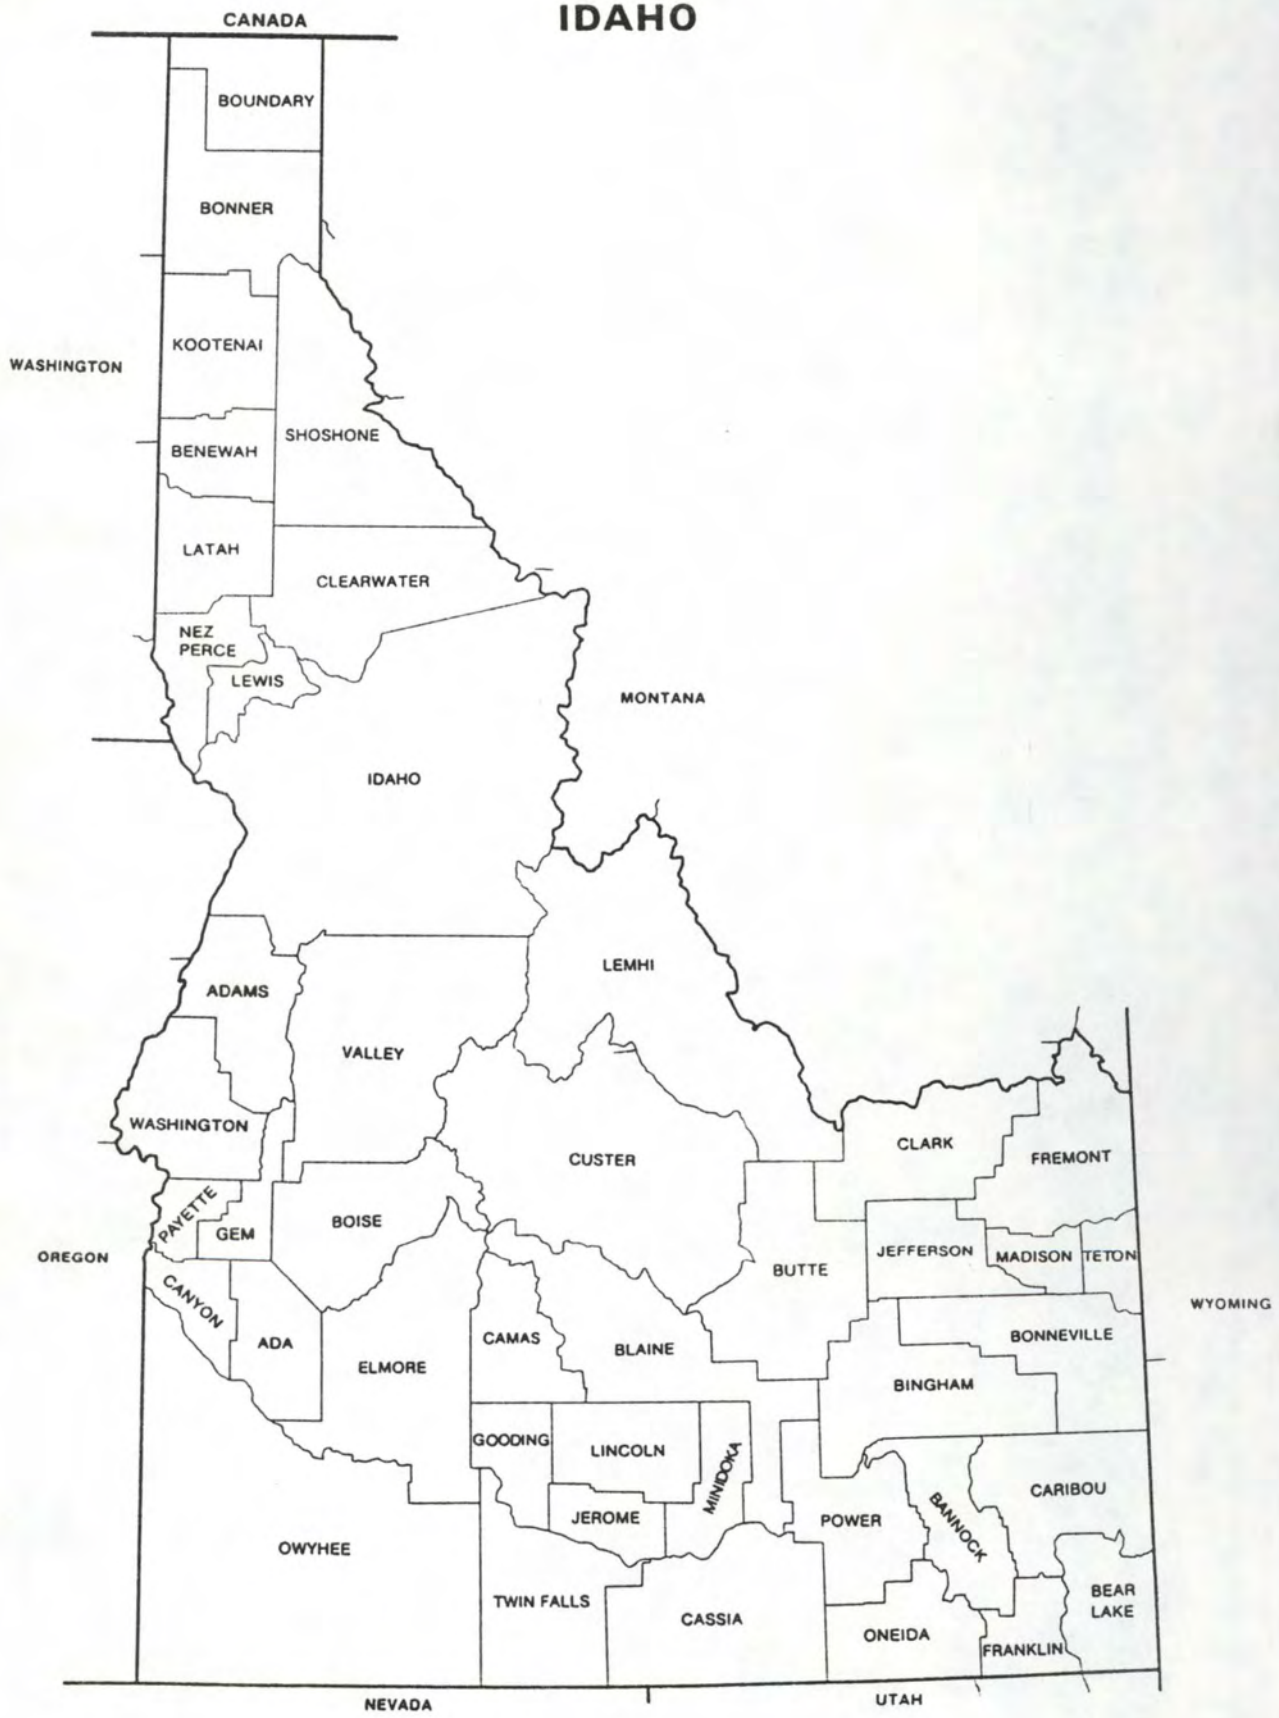 IDAHO
CANADA
BOUNDARY
BONNER
KOOTENAI
WASHINGTON
SHOSHONE
BENEWAH
LATAH
CLEARWATER
NEZ
PERCE
LEWIS
MONTANA
IDAHO
LEMHI
ADAMS
VALLEY
WASHINGTON
CLARK
FREMONT
CUSTER
PAYETTE
GEM
BOISE
OREGON
JEFFERSON
MADISON
TETON
BUTTE
CANYON
WYOMING
ADA
CAMAS
BLAINE
BONNEVILLE
ELMORE
BINGHAM
GOODING
LINCOLN
MINIDOKA
CARIBOU
JEROME
POWER
BANNOCK
OWYHEE
TWIN FALLS
CASSIA
BEAR
LAKE
ONEIDA
FRANKLIN
NEVADA
UTAH